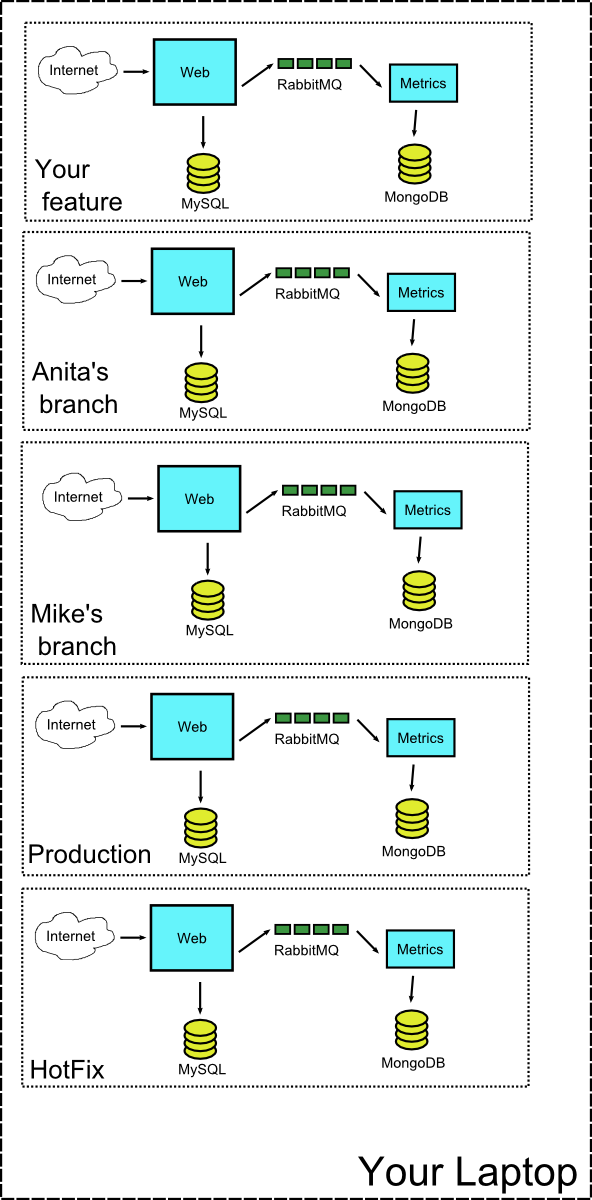 Internet
Web
RabbitMQ
Metrics
MySQL
MongoDB
Your
feature
Internet
Web
RabbitMQ
Metrics
MySQL
MongoDB
Anita's
branch
Internet
Web
RabbitMQ
Metrics
MySQL
MongoDB
Mike's
branch
Internet
Web
RabbitMQ
Metrics
MySQL
MongoDB
Production
Internet
Web
RabbitMQ
Metrics
MySQL
MongoDB
HotFix
Your Laptop